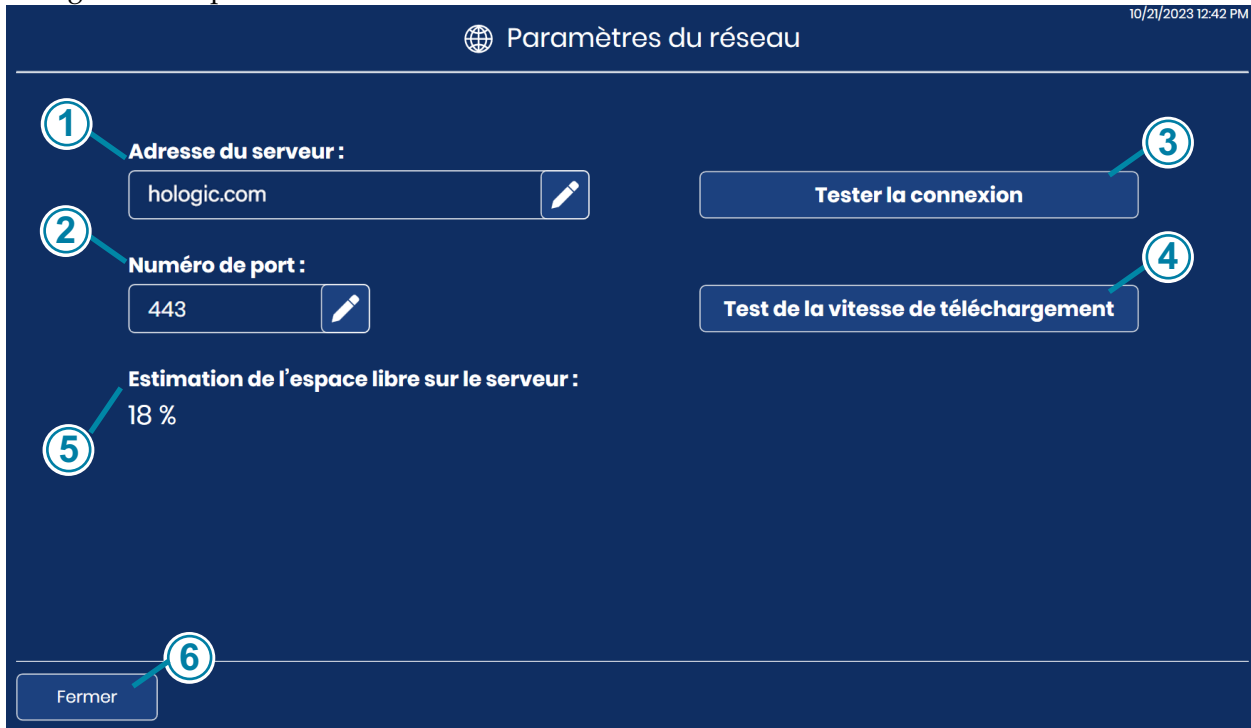 10/21/2023 12:42 PM
Paramètres du réseau
1
Adresse du serveur :
hologic.com
3
Tester la connexion
2
Numéro de port :
443
4
Test de la vitesse de téléchargement
Estimation de l’espace libre sur le serveur :
18 %
5
6
Fermer